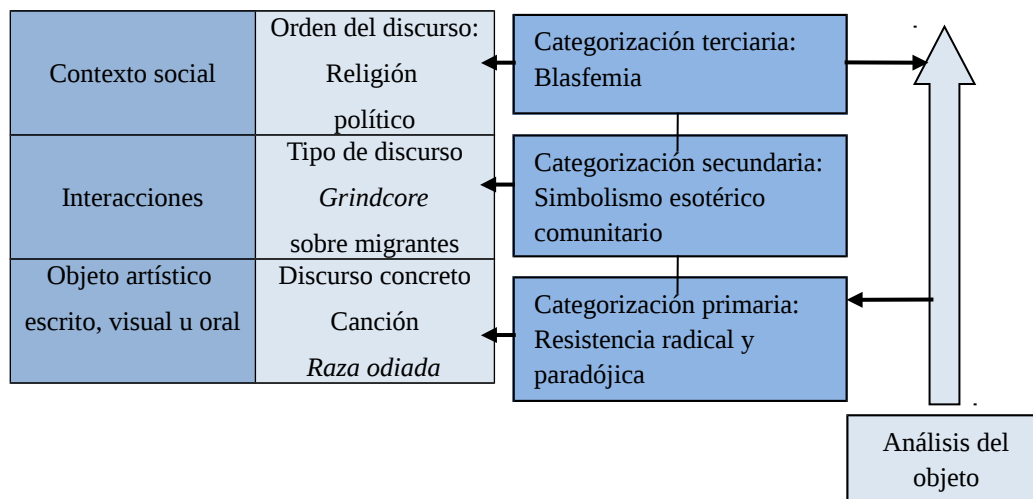 Contexto social
Orden del discurso:
Religión
político
Categorización terciaria:
Blasfemia
Interacciones
Tipo de discurso
Grindcore
sobre migrantes
Categorización secundaria:
Simbolismo esotérico
comunitario
Objeto artístico
escrito, visual u oral
Discurso concreto
Canción
Raza odiada
Categorización primaria:
Resistencia radical y
paradójica
Análisis del
objeto